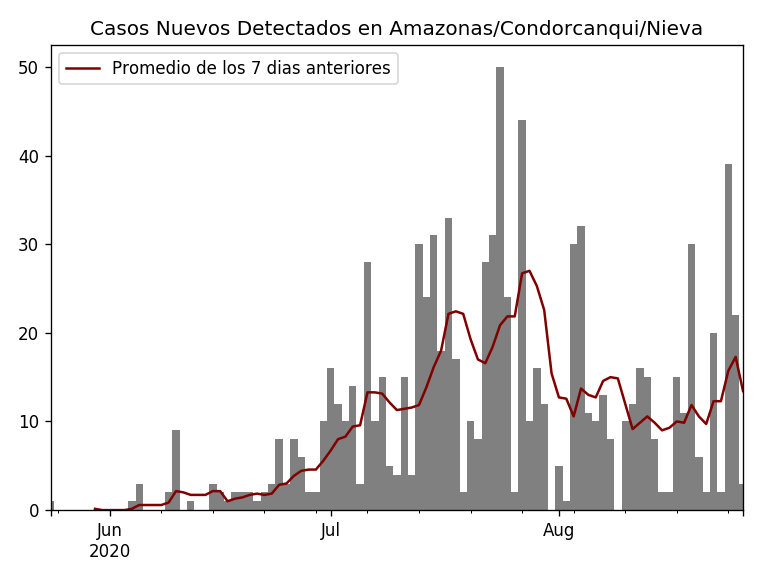 Casos Nuevos Detectados en Amazonas/Condorcanqui/Nieva
Promedio de los 7 dias anteriores
50
40
30
20
10
0
Jun
2020
Jul
Aug